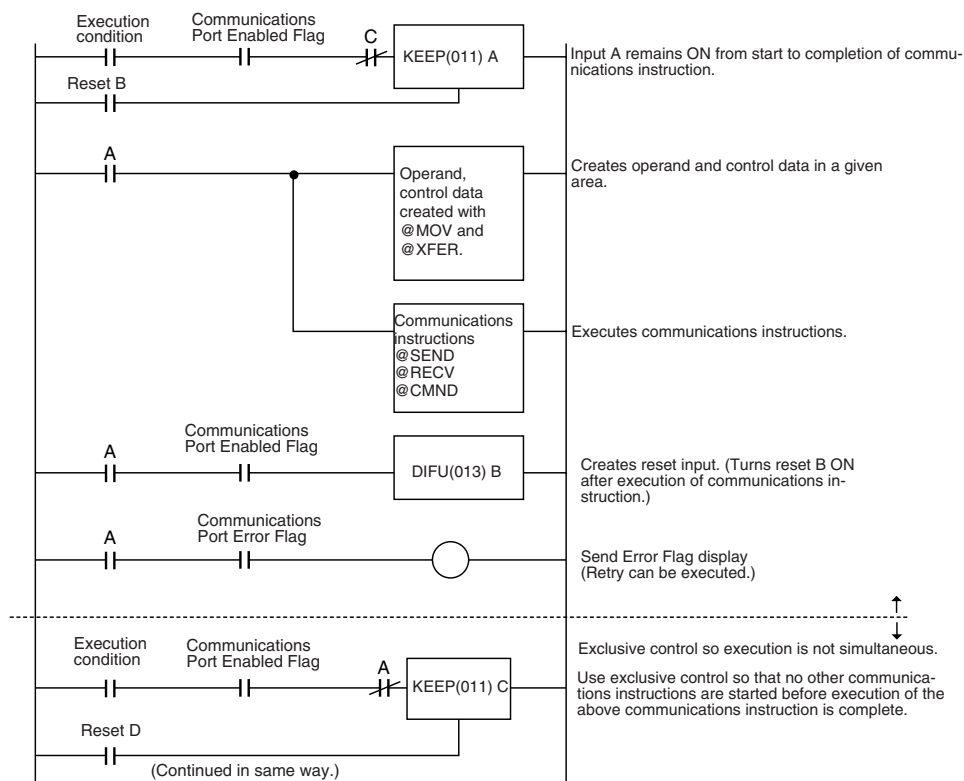 Execution
condition
Communications
Port Enabled Flag
C
KEEP(011) A
Input A remains ON from start to completion of commu-
nications instruction.
Reset B
A
Operand,
control data
created with
@MOV and
@XFER.
Creates operand and control data in a given
area.
Communications
instructions
@SEND
@RECV
@CMND
Executes communications instructions.
A
Communications
Port Enabled Flag
DIFU(013) B
Creates reset input. (Turns reset B ON
after execution of communications in-
struction.)
A
Communications
Port Error Flag
Send Error Flag display
(Retry can be executed.)
Execution
condition
Communications
Port Enabled Flag
A
KEEP(011) C
Exclusive control so execution is not simultaneous.
Use exclusive control so that no other communica-
tions instructions are started before execution of the
above communications instruction is complete.
Reset D
(Continued in same way.)